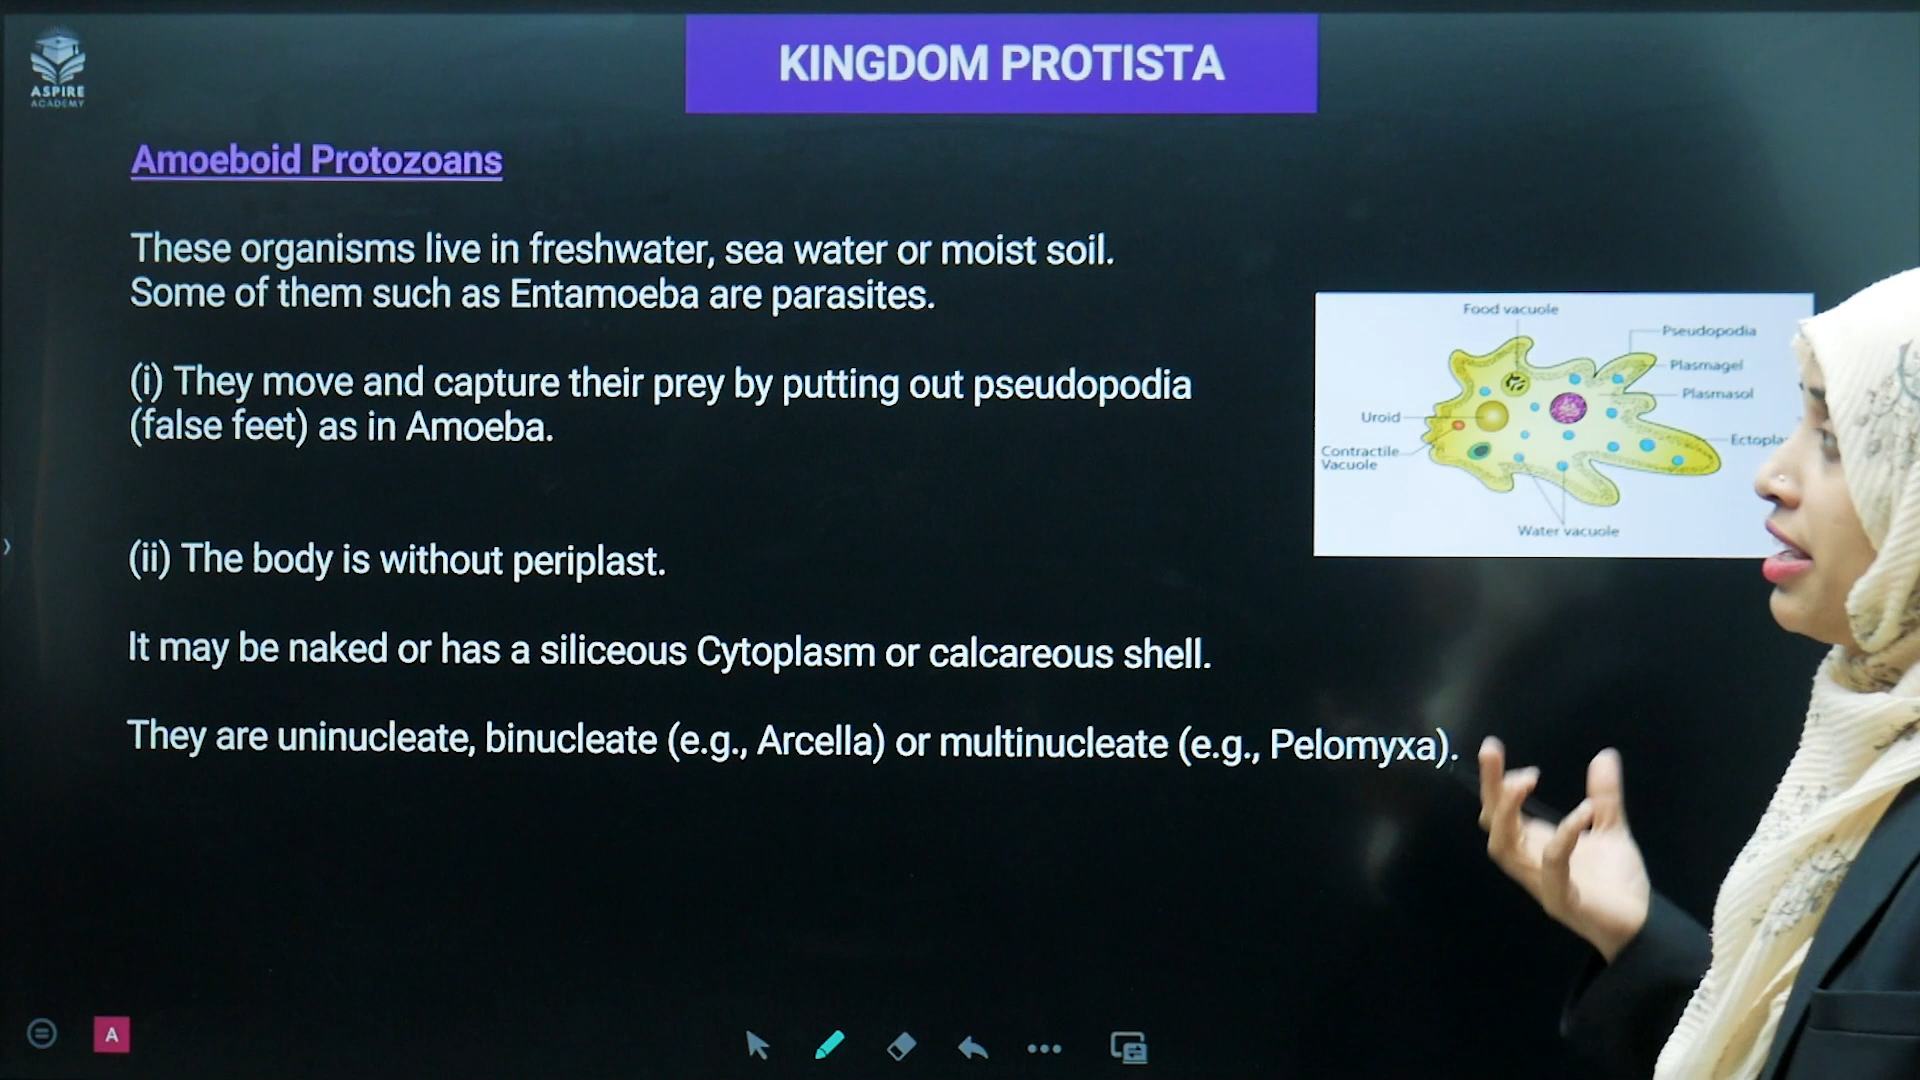 ASPIRE
ACADEMY
KINGDOM PROTISTA
Amoeboid Protozoans
These organisms live in freshwater, sea water or moist soil.
Some of them such as Entamoeba are parasites.
(i) They move and capture their prey by putting out pseudopodia
(false feet) as in Amoeba.
Food vacuole
Pseudopodia
Plasmagel
Plasmasol
Uroid
Contractile
Vacuole
Water vacuole
(ii) The body is without periplast.
It may be naked or has a siliceous Cytoplasm or calcareous shell.
They are uninucleate, binucleate (e.g., Arcella) or multinucleate (e.g., Pelomyxa).
A